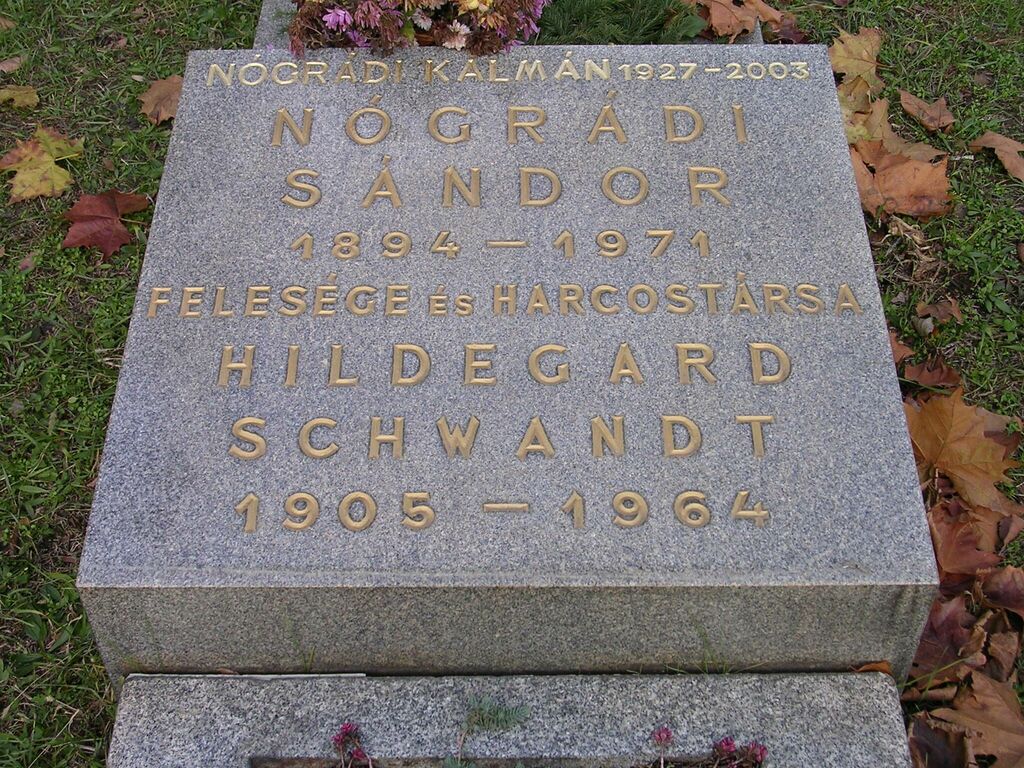 NÓGRÁDI KÁLMÁN 1927-2003
NÓGRÁDI
SÁNDOR
1894 – 1971
FELESÉGE és HARCOSTÁRSA
HILDEGARD
SCHWANDT
1905 – 1964